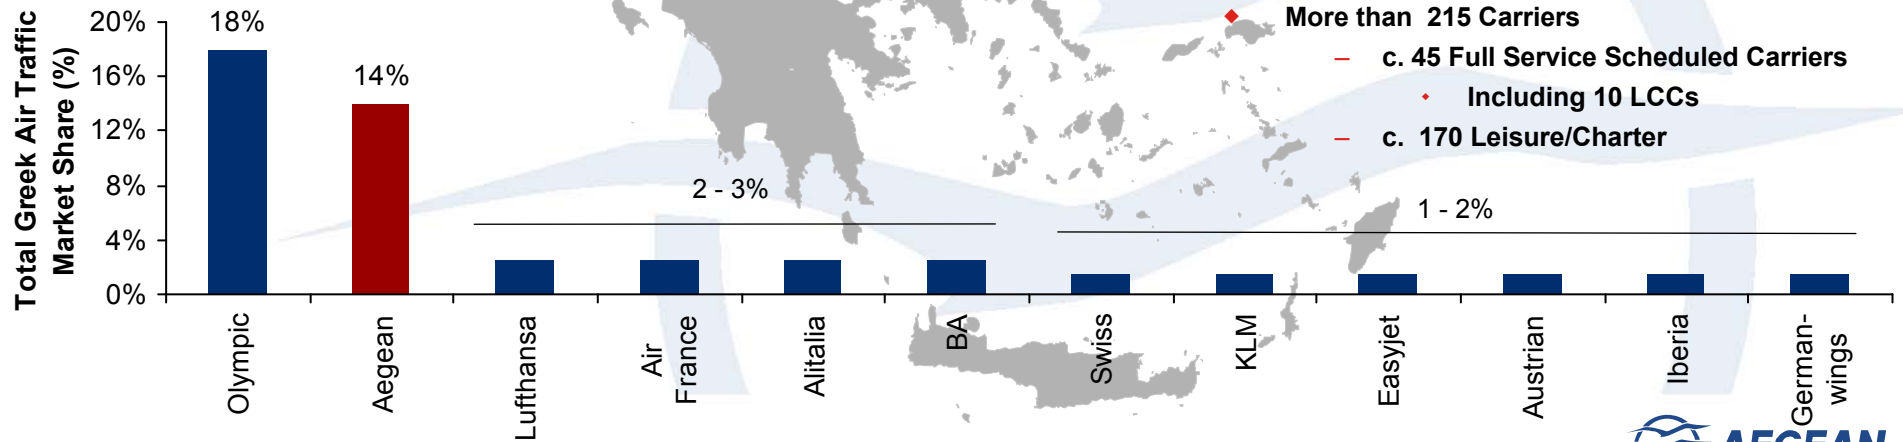 Total Greek Air Traffic
Market Share (%)
20%
16%
12%
8%
4%
0%
18%
14%
2 - 3%
1 - 2%
More than 215 Carriers
– c. 45 Full Service Scheduled Carriers
Including 10 LCCs
– c. 170 Leisure/Charter
Olympic
Aegean
Lufthansa
Air
France
Alitalia
BA
Swiss
KLM
Easyjet
Austrian
Iberia
German-
wings
AEGEAN